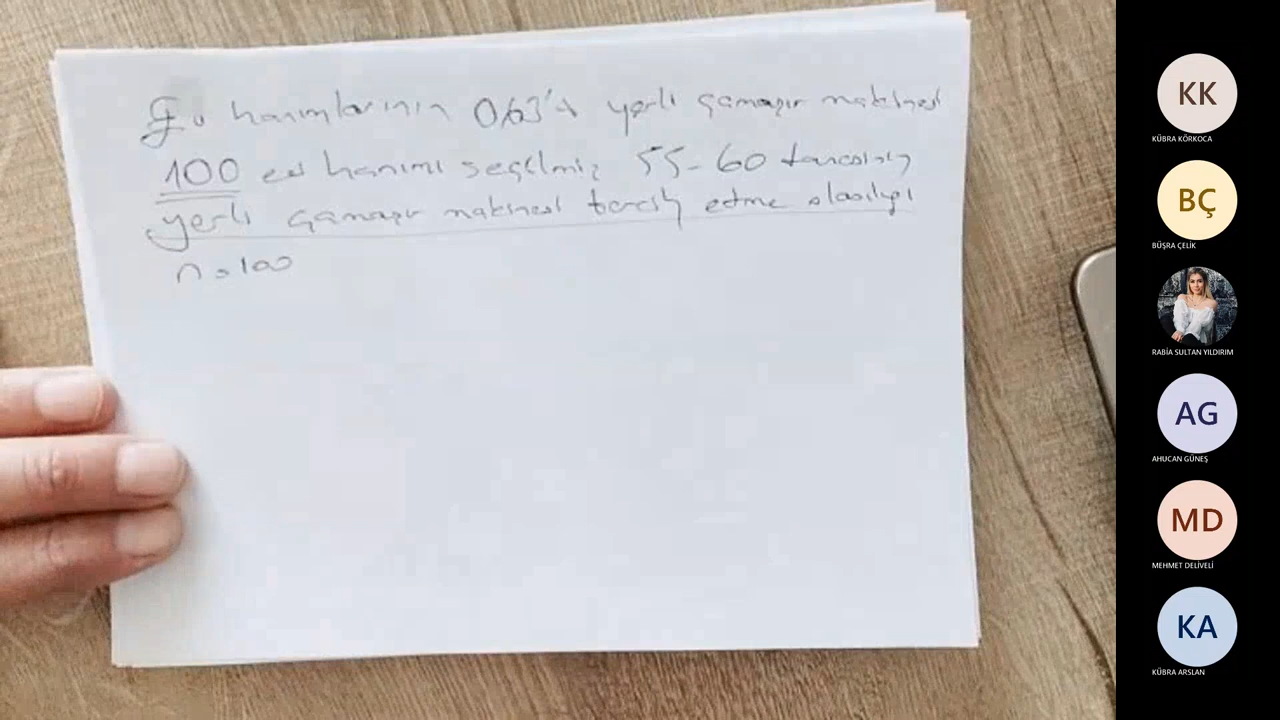 Ev hanımlarının 0,63'ü yerli çamaşır makinesi
100 ev hanımı seçilmiş 55-60 tanesinin
yerli çamaşır makinesi tercih etme olasılığı
n=100
KK
KÜBRA KÖRKOCA
BÇ
BÜŞRA ÇELİK
RABİA SULTAN YILDIRIM
AG
AHUCAN GÜNEŞ
MD
MEHMET DELİVELİ
KA
KÜBRA ARSLAN